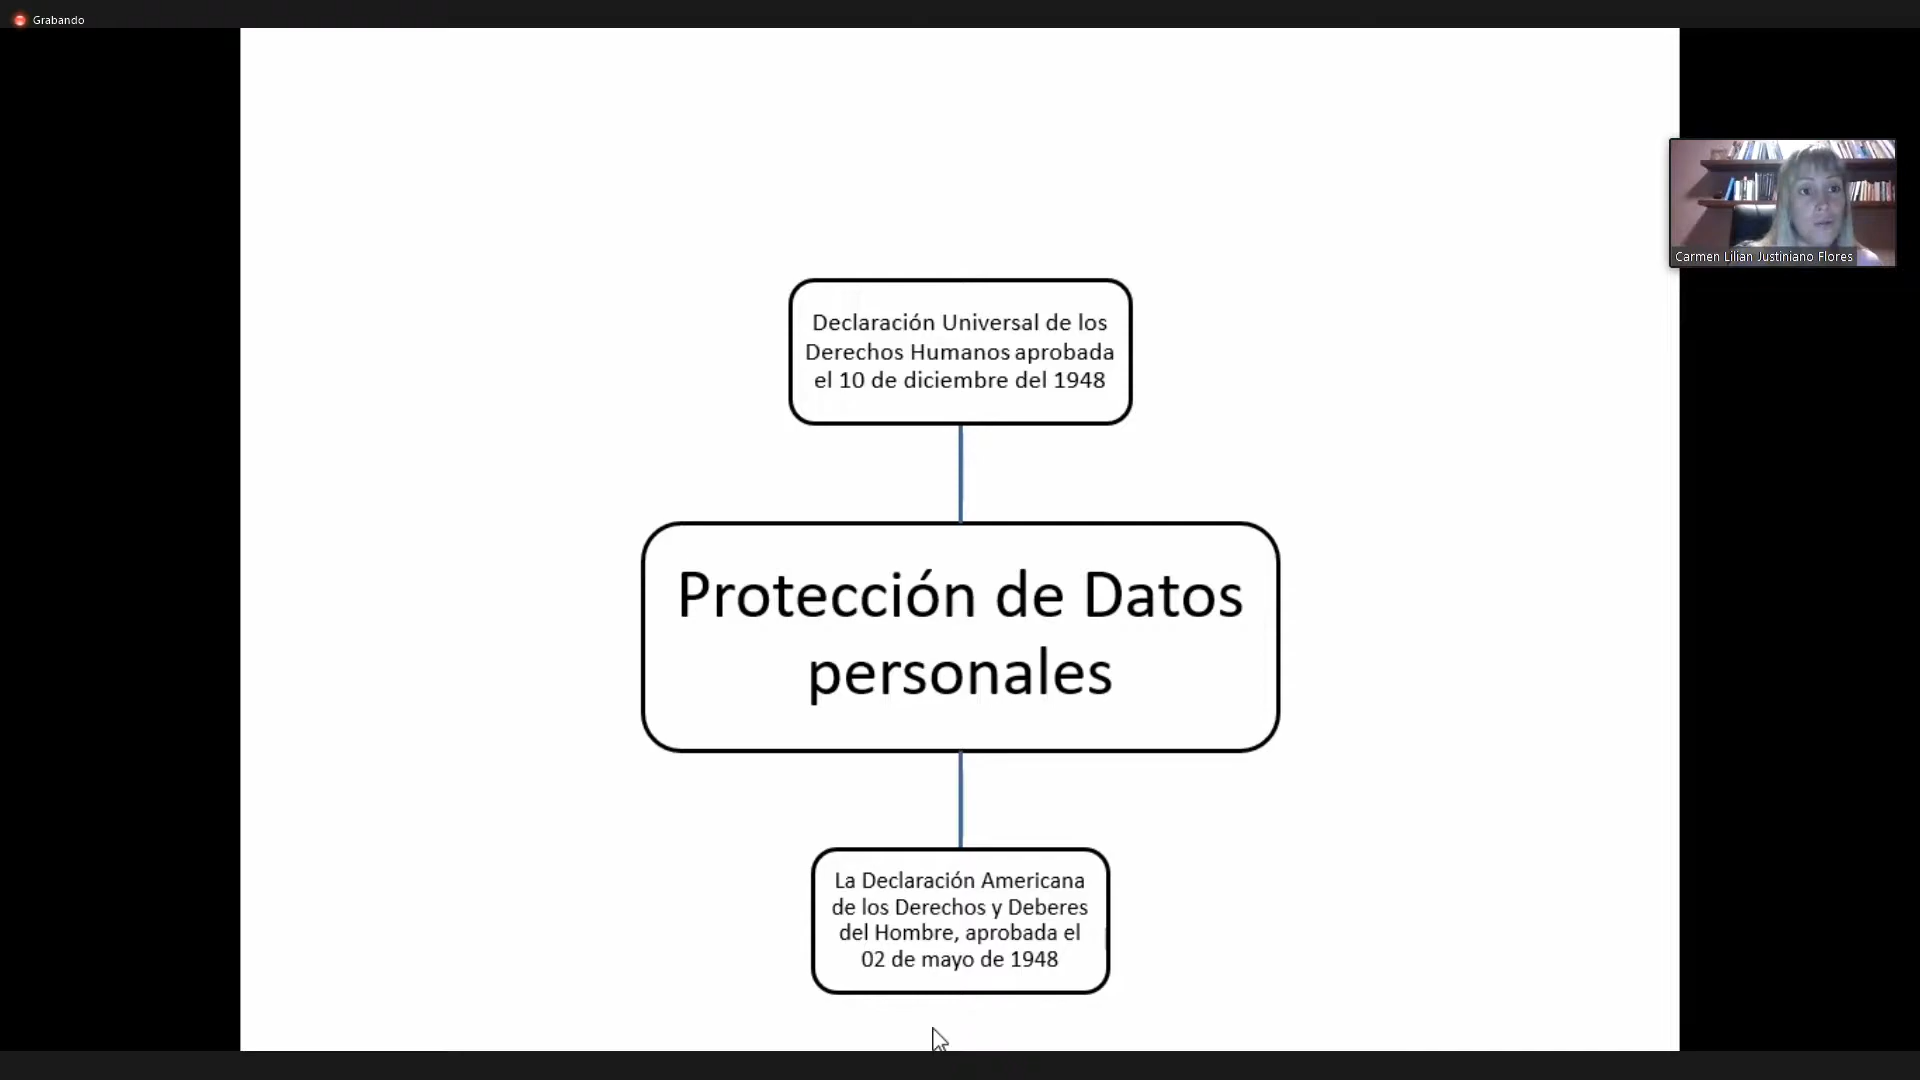 Grabando
Carmen Lilian Justiniano Flores
Declaración Universal de los
Derechos Humanos aprobada
el 10 de diciembre del 1948
Protección de Datos
personales
La Declaración Americana
de los Derechos y Deberes
del Hombre, aprobada el
02 de mayo de 1948